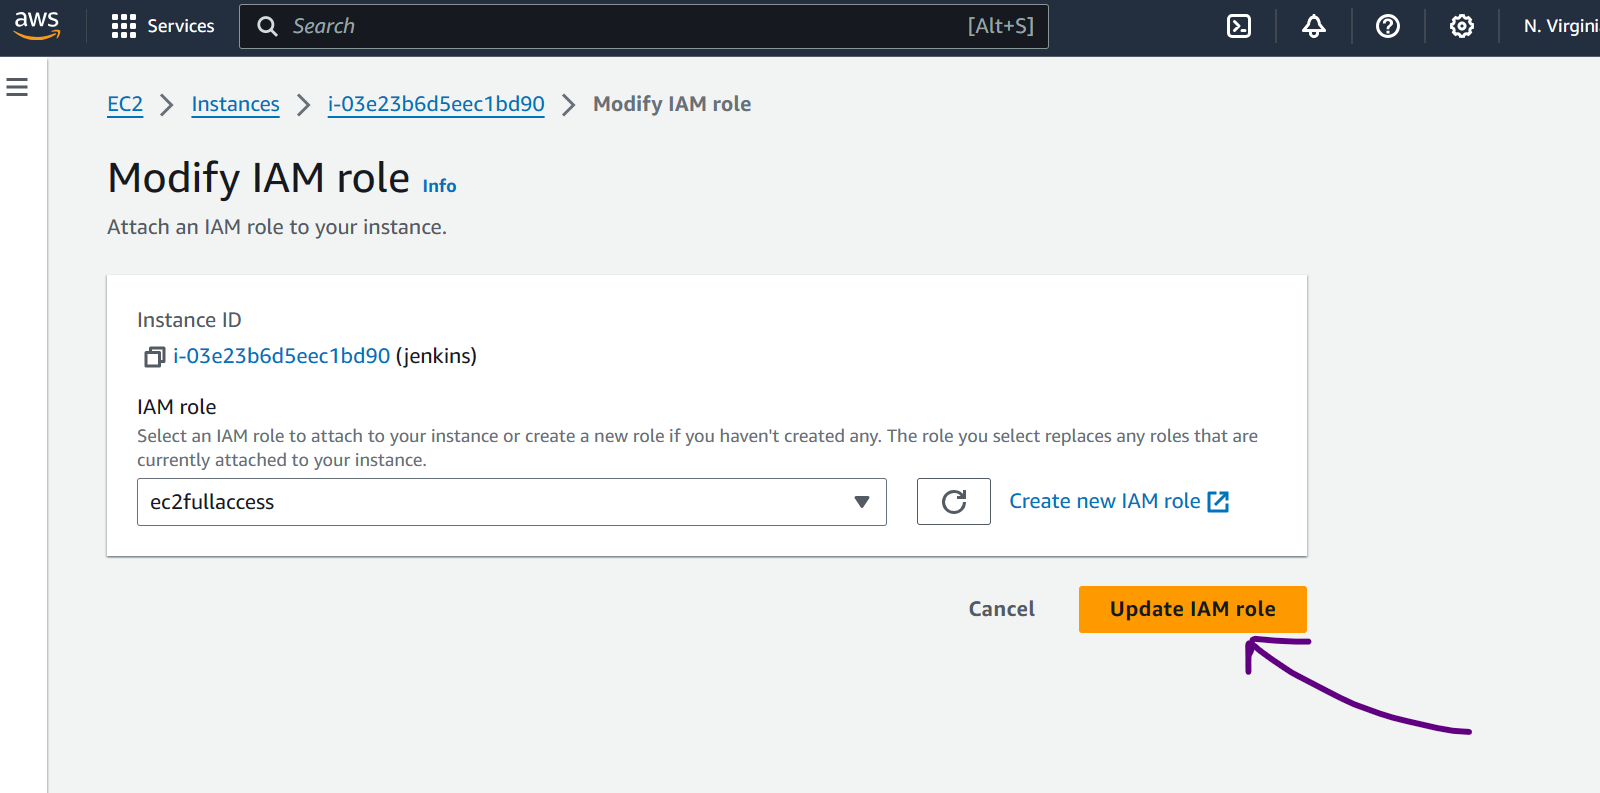 aws Services Search [Alt+S] N. Virgini
EC2 Instances i-03e23b6d5eec1bd90 Modify IAM role
Modify IAM role Info
Attach an IAM role to your instance.
Instance ID
i-03e23b6d5eec1bd90 (jenkins)
IAM role
Select an IAM role to attach to your instance or create a new role if you haven't created any. The role you select replaces any roles that are
currently attached to your instance.
ec2fullaccess Create new IAM role
Cancel Update IAM role